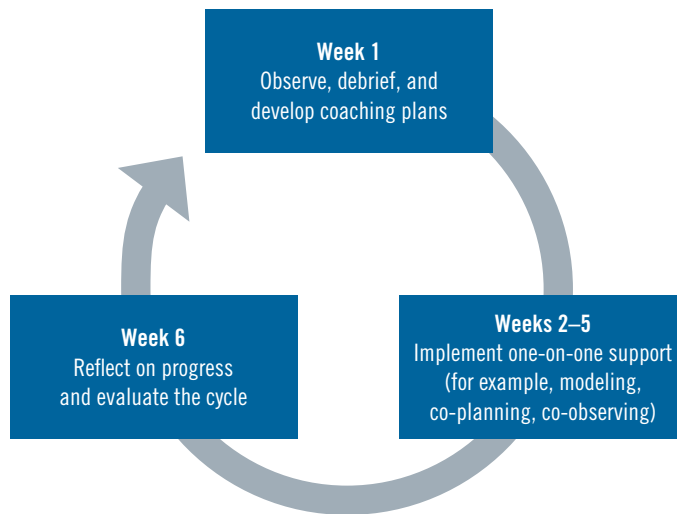 Week 1
Observe, debrief, and
develop coaching plans
Weeks 2–5
Implement one-on-one support
(for example, modeling,
co-planning, co-observing)
Week 6
Reflect on progress
and evaluate the cycle